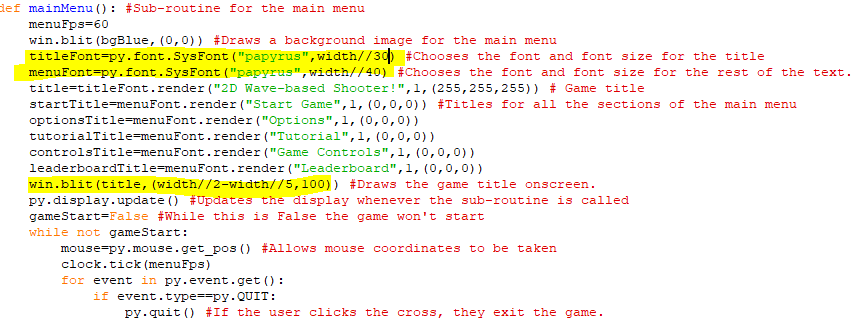 def mainMenu(): #Sub-routine for the main menu
    menuFps=60
    win.blit(bgBlue,(0,0)) #Draws a background image for the main menu
    titleFont=py.font.SysFont("papyrus",width//30) #Chooses the font and font size for the title
    menuFont=py.font.SysFont("papyrus",width//40) #Chooses the font and font size for the rest of the text.
    title=titleFont.render("2D Wave-based Shooter!",1,(255,255,255)) # Game title
    startTitle=menuFont.render("Start Game",1,(0,0,0)) #Titles for all the sections of the main menu
    optionsTitle=menuFont.render("Options",1,(0,0,0))
    tutorialTitle=menuFont.render("Tutorial",1,(0,0,0))
    controlsTitle=menuFont.render("Game Controls",1,(0,0,0))
    leaderboardTitle=menuFont.render("Leaderboard",1,(0,0,0))
    win.blit(title,(width//2-width//5,100)) #Draws the game title onscreen.
    py.display.update() #Updates the display whenever the sub-routine is called
    gameStart=False #While this is False the game won't start
    while not gameStart:
        mouse=py.mouse.get_pos() #Allows mouse coordinates to be taken
        clock.tick(menuFps)
        for event in py.event.get():
            if event.type==py.QUIT:
                py.quit() #If the user clicks the cross, they exit the game.